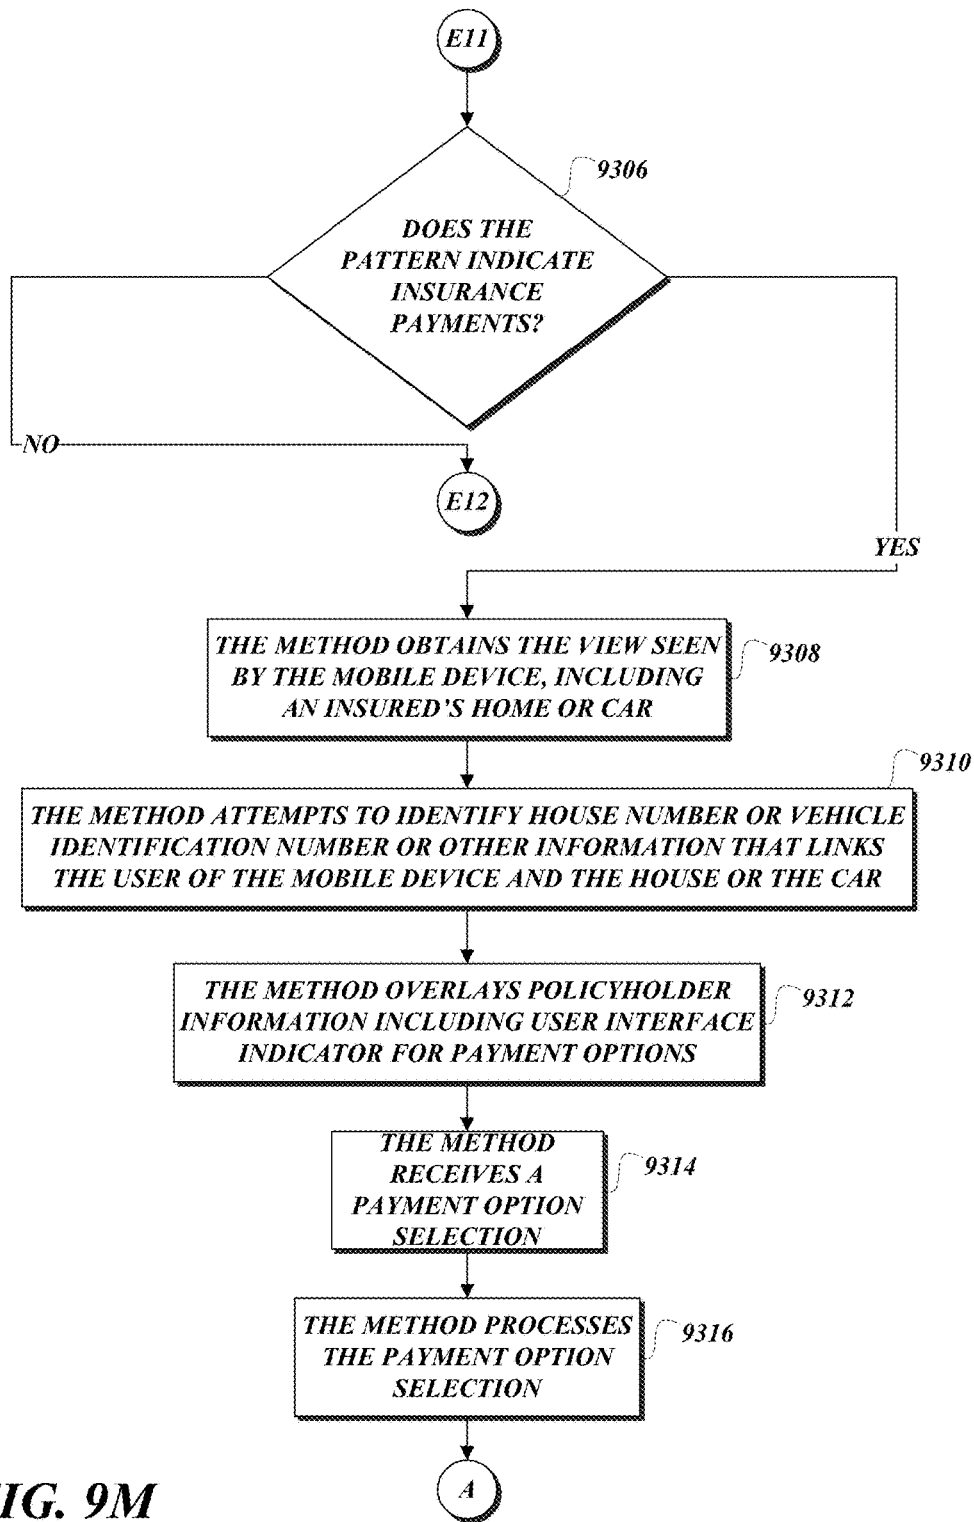 E11
9306
DOES THE
PATTERN INDICATE
INSURANCE
PAYMENTS?
NO
E12
YES
THE METHOD OBTAINS THE VIEW SEEN
BY THE MOBILE DEVICE, INCLUDING
AN INSURED'S HOME OR CAR
9308
9310
THE METHOD ATTEMPTS TO IDENTIFY HOUSE NUMBER OR VEHICLE
IDENTIFICATION NUMBER OR OTHER INFORMATION THAT LINKS
THE USER OF THE MOBILE DEVICE AND THE HOUSE OR THE CAR
THE METHOD OVERLAYS POLICYHOLDER
INFORMATION INCLUDING USER INTERFACE
INDICATOR FOR PAYMENT OPTIONS
9312
THE METHOD
RECEIVES A
PAYMENT OPTION
SELECTION
9314
THE METHOD PROCESSES
THE PAYMENT OPTION
SELECTION
9316
A
IG. 9M